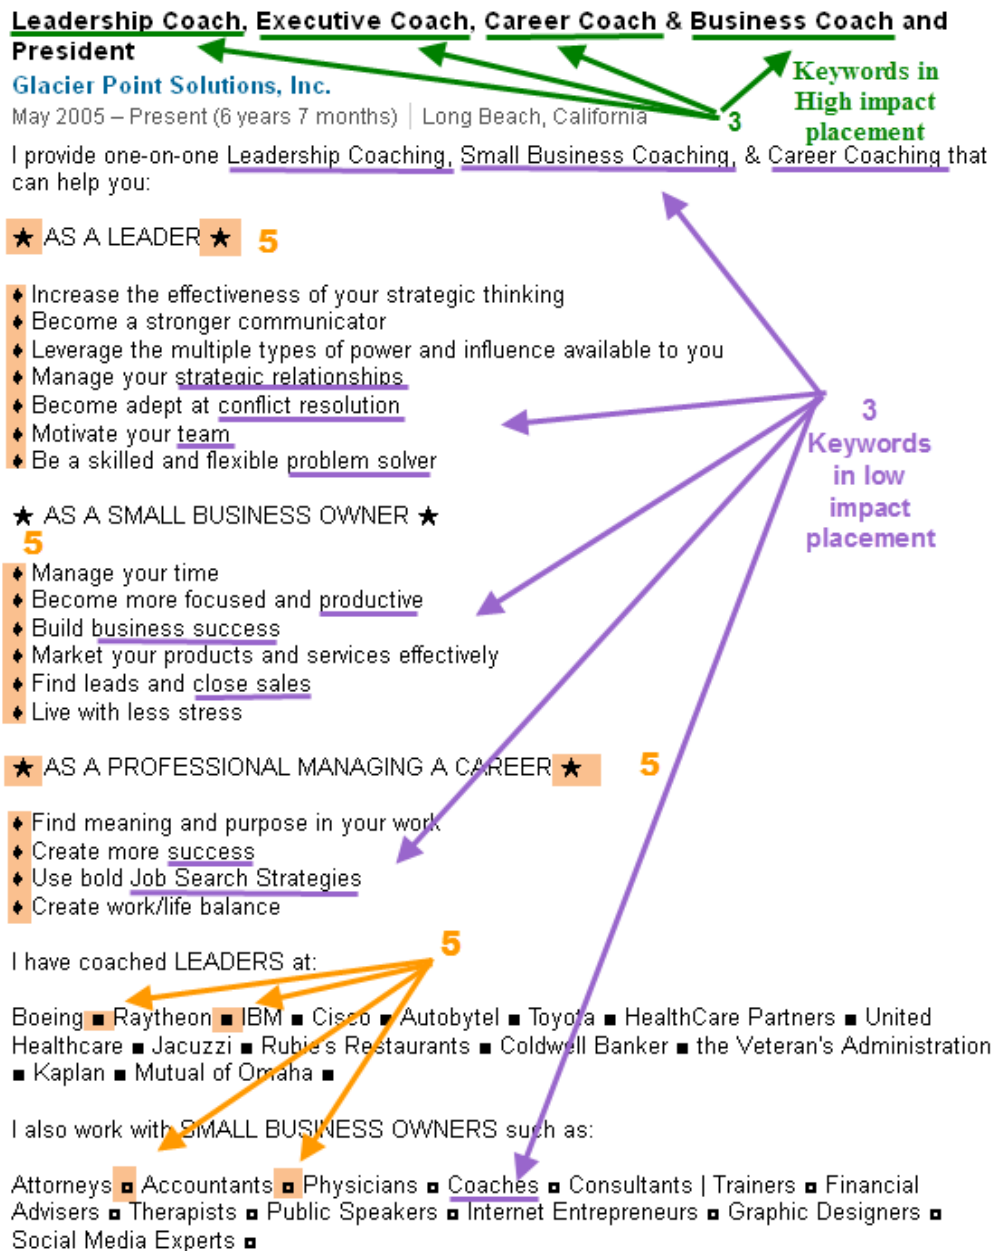 Leadership Coach, Executive Coach, Career Coach & Business Coach and
President
Glacier Point Solutions, Inc.
May 2005 – Present (6 years 7 months) | Long Beach, California
3
Keywords in
High impact
placement
I provide one-on-one Leadership Coaching, Small Business Coaching, & Career Coaching that
can help you:
★ AS A LEADER ★
5
♦ Increase the effectiveness of your strategic thinking
♦ Become a stronger communicator
♦ Leverage the multiple types of power and influence available to you
♦ Manage your strategic relationships
♦ Become adept at conflict resolution
♦ Motivate your team
♦ Be a skilled and flexible problem solver
3
Keywords
in low
impact
placement
★ AS A SMALL BUSINESS OWNER ★
5
♦ Manage your time
♦ Become more focused and productive
♦ Build business success
♦ Market your products and services effectively
♦ Find leads and close sales
♦ Live with less stress
★ AS A PROFESSIONAL MANAGING A CAREER ★
5
♦ Find meaning and purpose in your work
♦ Create more success
♦ Use bold Job Search Strategies
♦ Create work/life balance
5
I have coached LEADERS at:
Boeing ■ Raytheon ■ IBM ■ Cisco ■ Autobytel ■ Toyota ■ HealthCare Partners ■ United
Healthcare ■ Jacuzzi ■ Rubie's Restaurants ■ Coldwell Banker ■ the Veteran's Administration
■ Kaplan ■ Mutual of Omaha ■
I also work with SMALL BUSINESS OWNERS such as:
Attorneys ◘ Accountants ◘ Physicians ◘ Coaches ◘ Consultants | Trainers ◘ Financial
Advisers ◘ Therapists ◘ Public Speakers ◘ Internet Entrepreneurs ◘ Graphic Designers ◘
Social Media Experts ◘